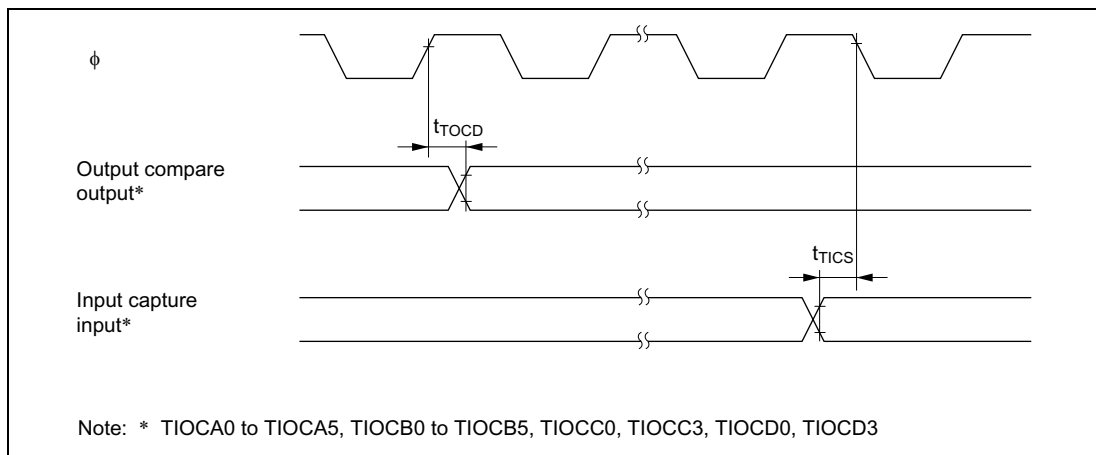 ϕ
tTOCD
Output compare
output*
tTICS
Input capture
input*
Note: * TIOCA0 to TIOCA5, TIOCB0 to TIOCB5, TIOCC0, TIOCC3, TIOCD0, TIOCD3